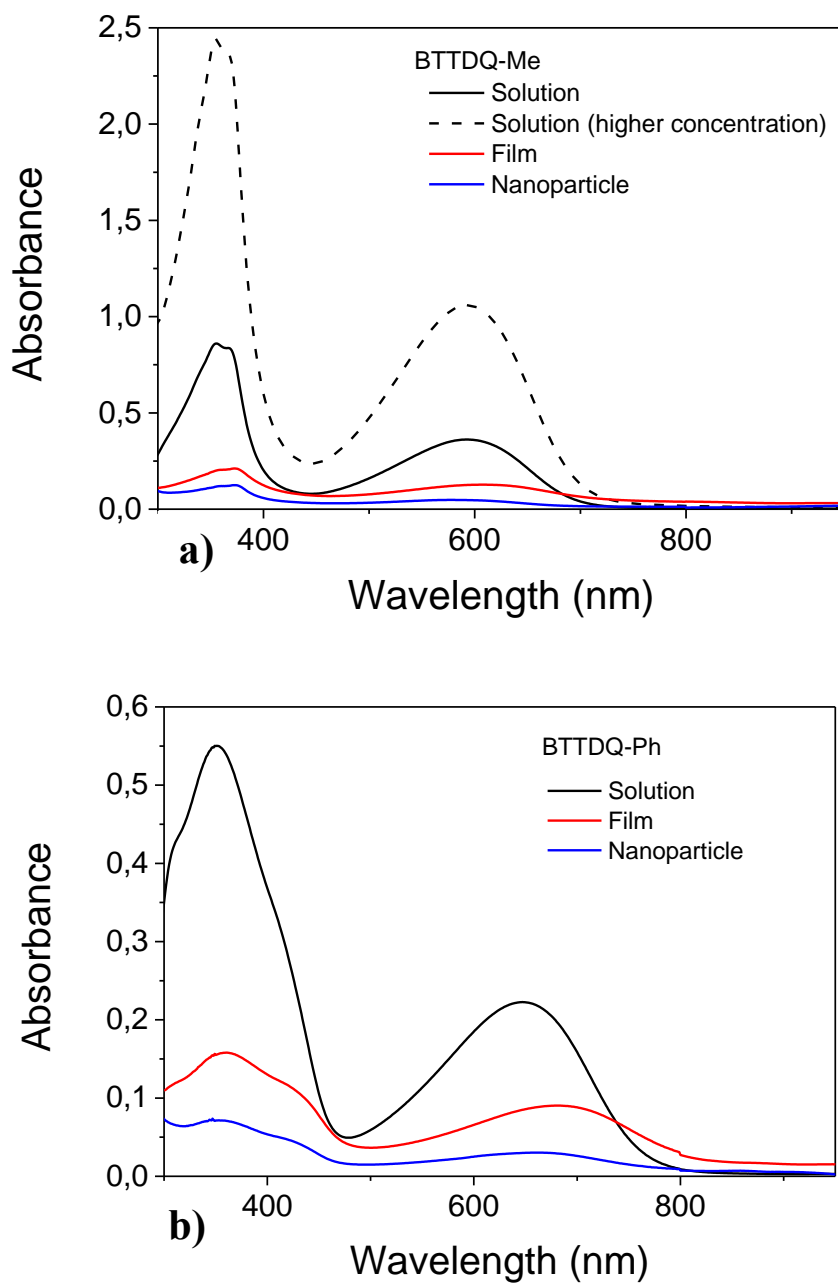 2,5
2,0
1,5
1,0
0,5
0,0
Absorbance
BTTDQ-Me
Solution
Solution (higher concentration)
Film
Nanoparticle
400
600
800
a)
Wavelength (nm)
0,6
0,5
0,4
0,3
0,2
0,1
0,0
Absorbance
BTTDQ-Ph
Solution
Film
Nanoparticle
400
600
800
b)
Wavelength (nm)